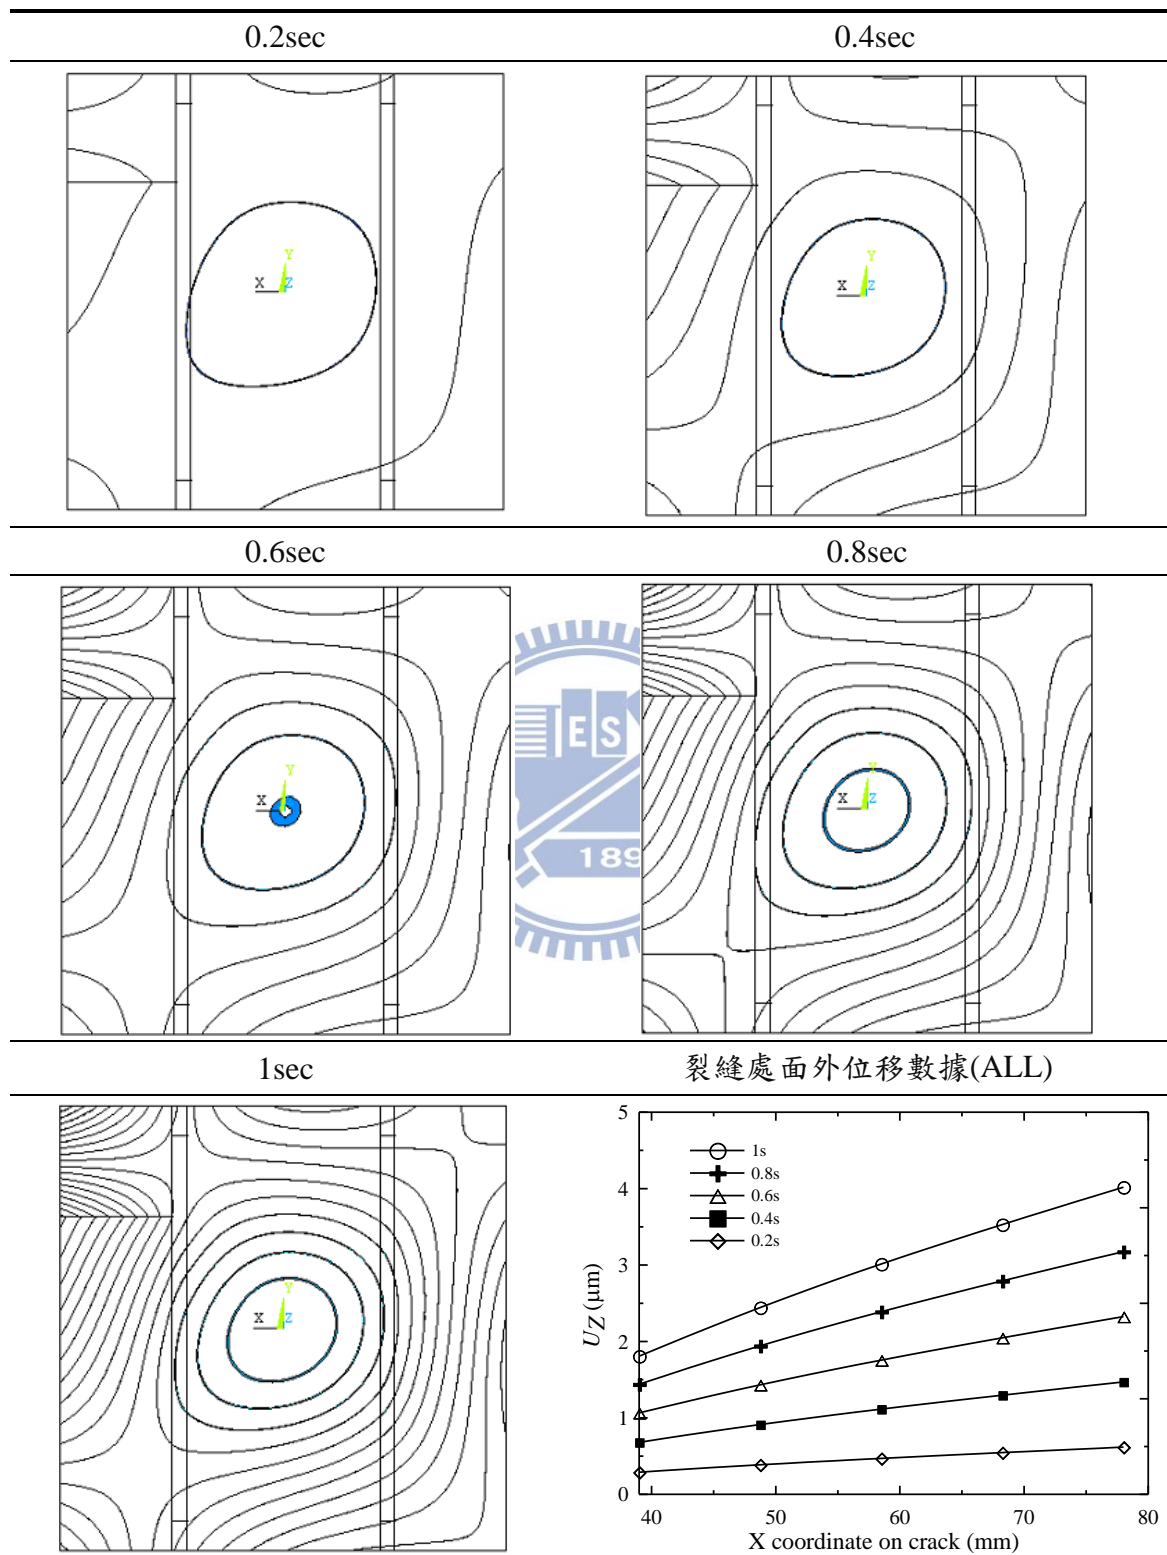 0.2sec 0.4sec
Y Y
X Z X Z
0.6sec 0.8sec
ES
Y Y
X X Z
189
1sec 裂縫處面外位移數據(ALL)
5
1s
0.8s
4
0.6s
0.4s
0.2s
3
Y
X Z
UZ (μm)
2
1
0
40 50 60 70 80
X coordinate on crack (mm)